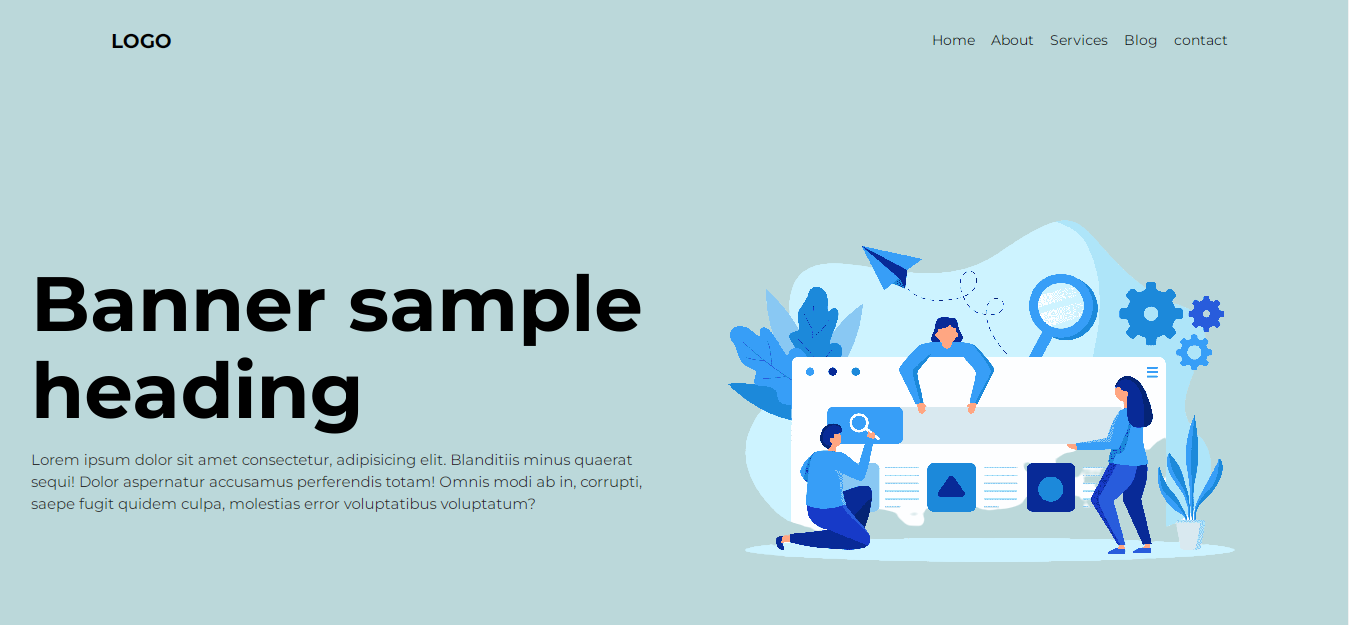 LOGO
Home About Services Blog contact
Banner sample
heading
Lorem ipsum dolor sit amet consectetur, adipisicing elit. Blanditiis minus quaerat
sequi! Dolor aspernatur accusamus perferendis totam! Omnis modi ab in, corrupti,
saepe fugit quidem culpa, molestias error voluptatibus voluptatum?